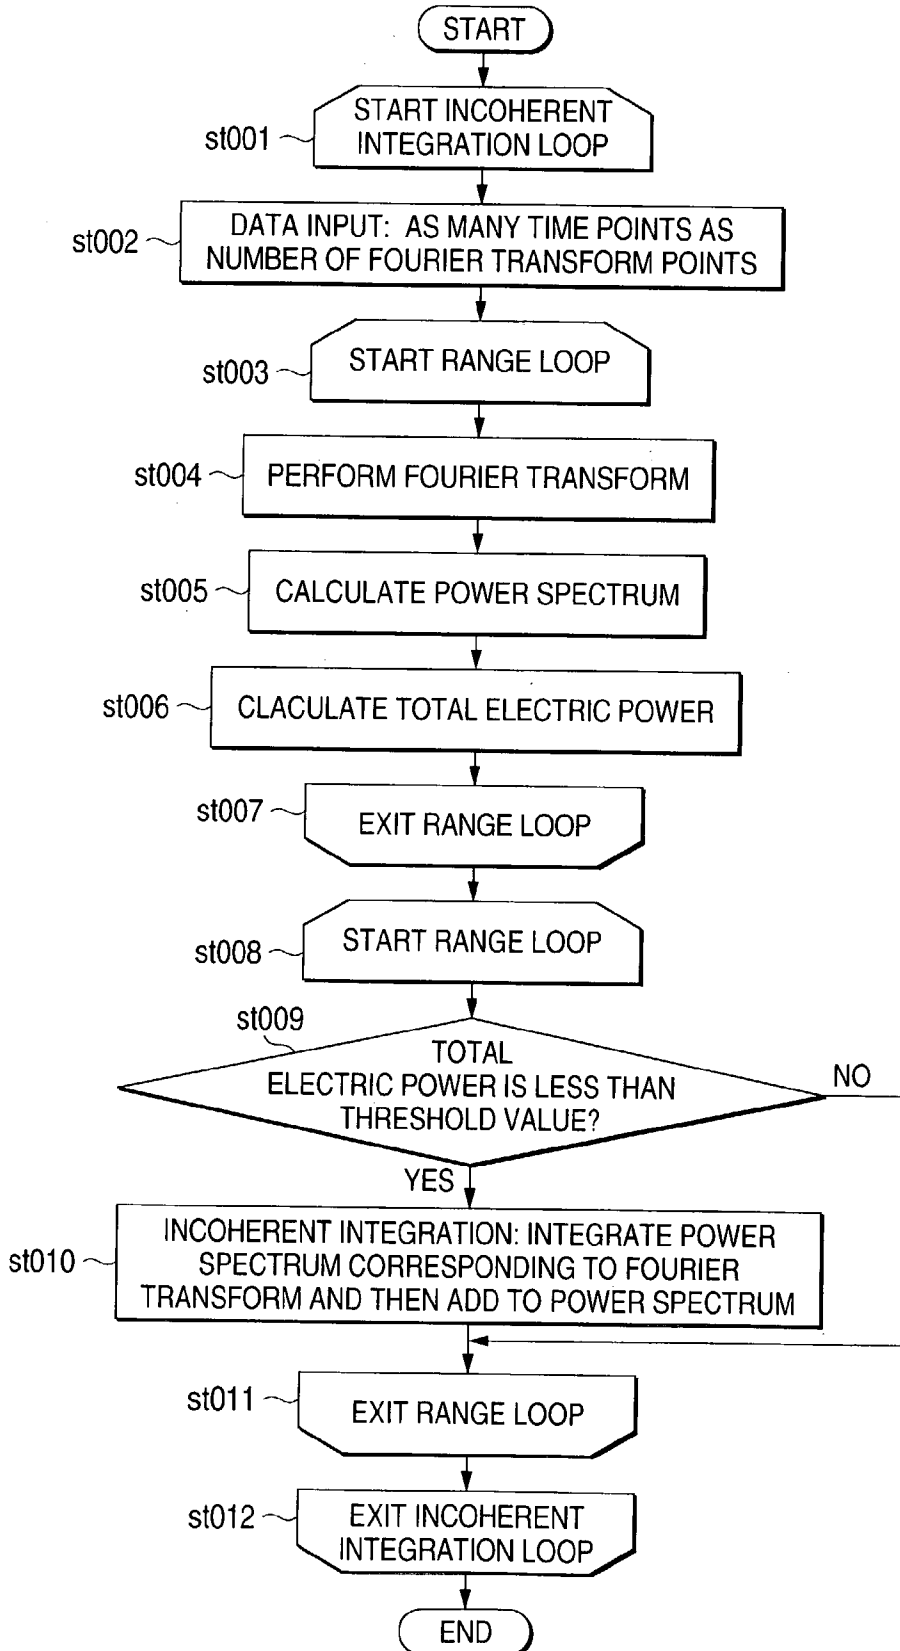 START
st001
START INCOHERENT
INTEGRATION LOOP
st002
DATA INPUT: AS MANY TIME POINTS AS
NUMBER OF FOURIER TRANSFORM POINTS
st003
START RANGE LOOP
st004
PERFORM FOURIER TRANSFORM
st005
CALCULATE POWER SPECTRUM
st006
CLACULATE TOTAL ELECTRIC POWER
st007
EXIT RANGE LOOP
st008
START RANGE LOOP
st009
TOTAL
ELECTRIC POWER IS LESS THAN
THRESHOLD VALUE?
NO
YES
st010
INCOHERENT INTEGRATION: INTEGRATE POWER
SPECTRUM CORRESPONDING TO FOURIER
TRANSFORM AND THEN ADD TO POWER SPECTRUM
st011
EXIT RANGE LOOP
st012
EXIT INCOHERENT
INTEGRATION LOOP
END